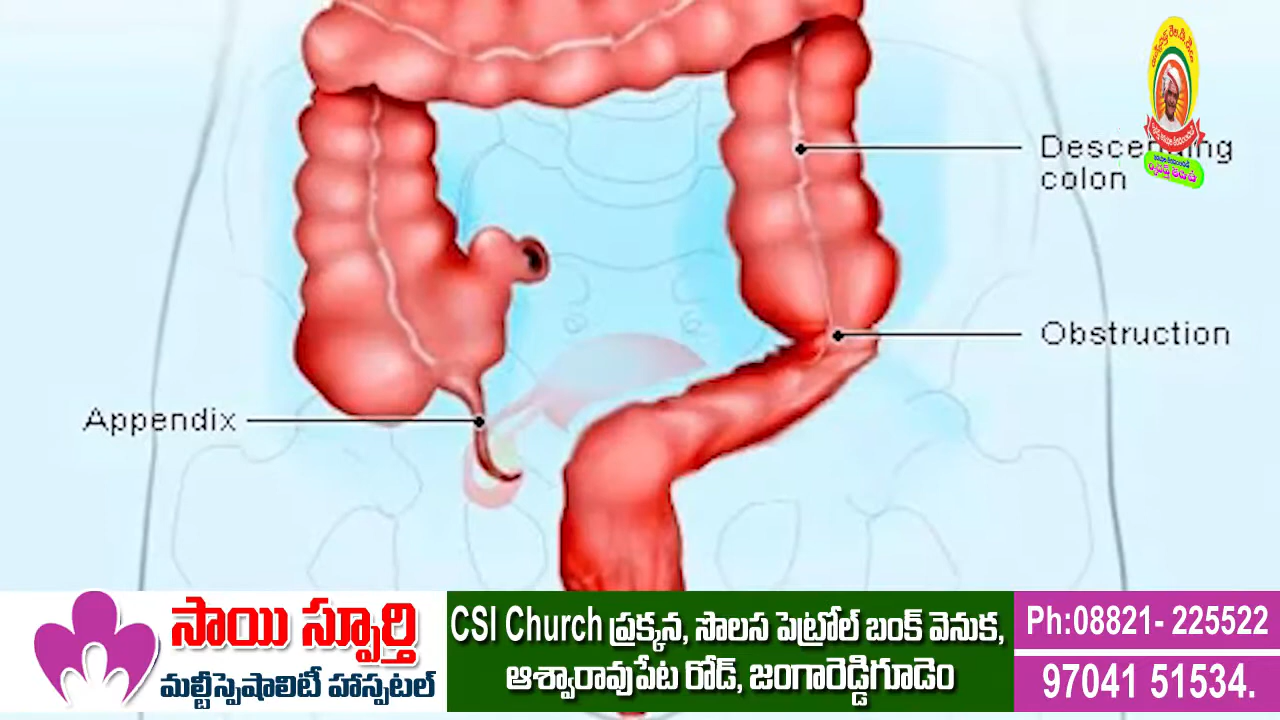 Descending
colon
Obstruction
Appendix
సాయి స్ఫూర్తి
మల్టీస్పెషాలిటీ హాస్పటల్
CSI Church ప్రక్కన, సొలస పెట్రోల్ బంక్ వెనుక,
ఆశ్వారావుపేట రోడ్, జంగారెడ్డిగూడెం
Ph:08821- 225522
97041 51534.